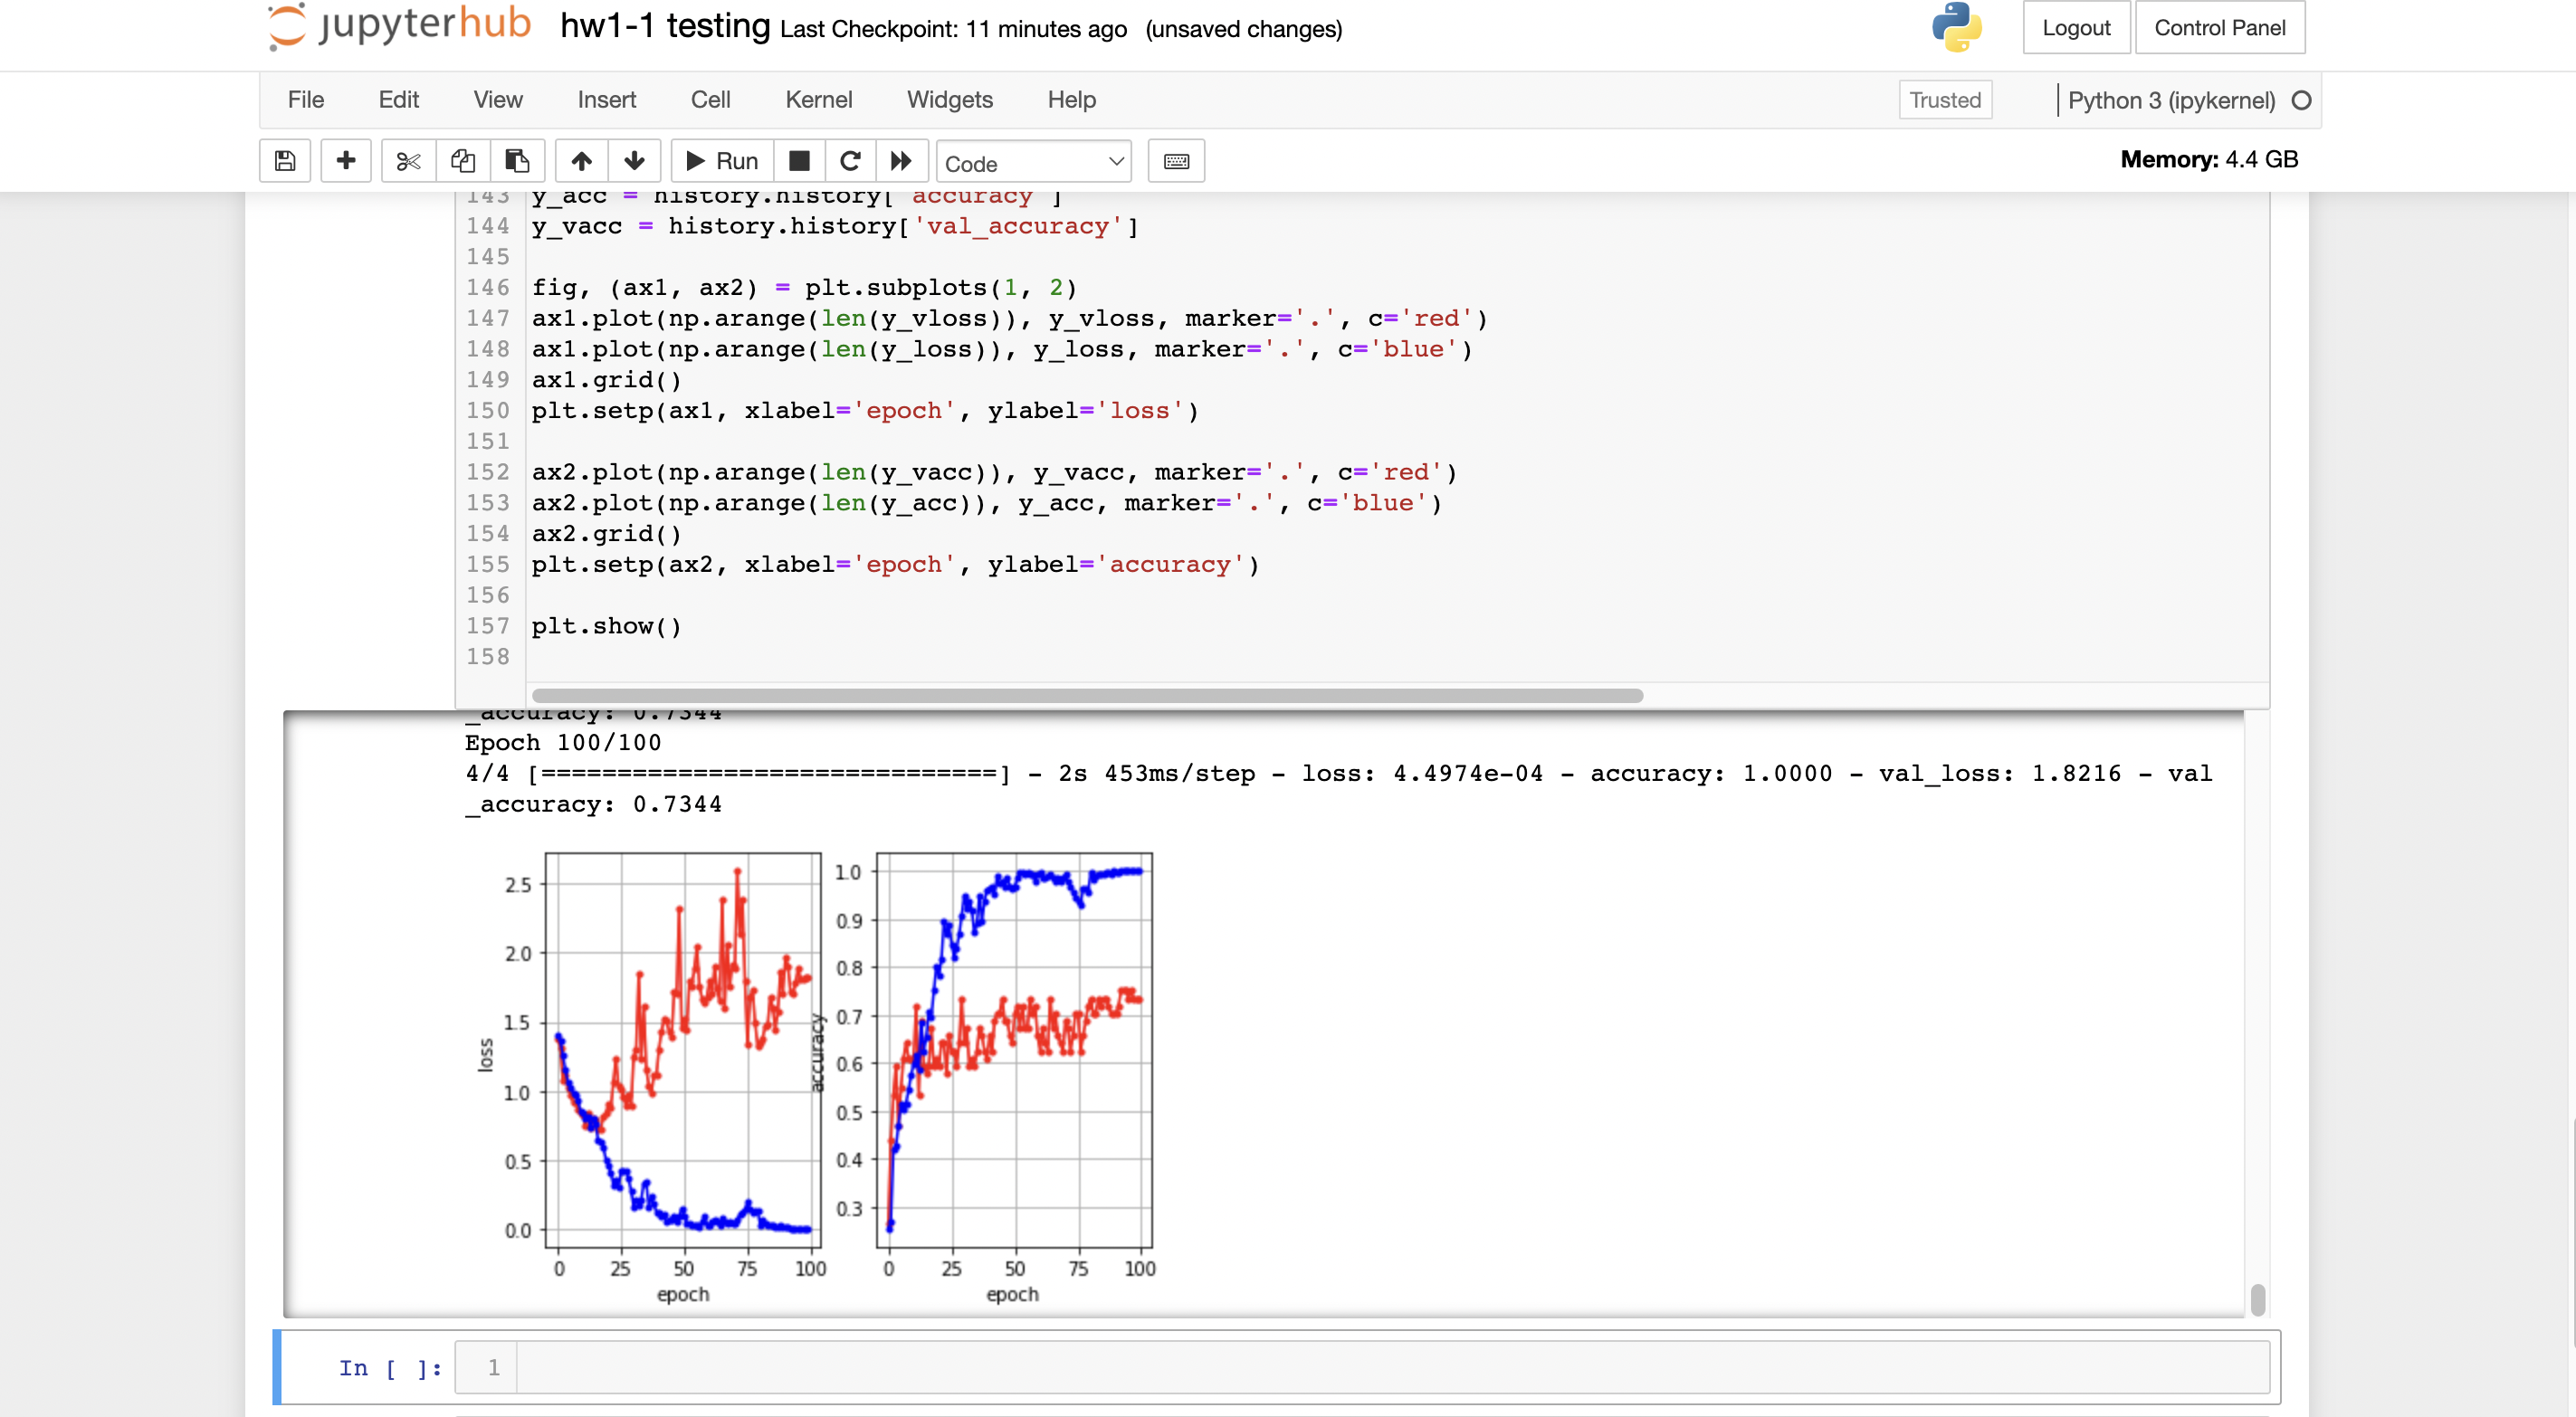 jupyterhub hw1-1 testing Last Checkpoint: 11 minutes ago (unsaved changes) Logout Control Panel
File Edit View Insert Cell Kernel Widgets Help Trusted Python 3 (ipykernel)
Run Code Memory: 4.4 GB
143 y_acc = history.history['accuracy']
144 y_vacc = history.history['val_accuracy']
145
146 fig, (ax1, ax2) = plt.subplots(1, 2)
147 ax1.plot(np.arange(len(y_vloss)), y_vloss, marker='.', c='red')
148 ax1.plot(np.arange(len(y_loss)), y_loss, marker='.', c='blue')
149 ax1.grid()
150 plt.setp(ax1, xlabel='epoch', ylabel='loss')
151
152 ax2.plot(np.arange(len(y_vacc)), y_vacc, marker='.', c='red')
153 ax2.plot(np.arange(len(y_acc)), y_acc, marker='.', c='blue')
154 ax2.grid()
155 plt.setp(ax2, xlabel='epoch', ylabel='accuracy')
156
157 plt.show()
158
_accuracy: 0.7344
Epoch 100/100
4/4 [==============================] - 2s 453ms/step - loss: 4.4974e-04 - accuracy: 1.0000 - val_loss: 1.8216 - val
_accuracy: 0.7344
loss
2.5
2.0
1.5
1.0
0.5
0.0
0 25 50 75 100
epoch
accuracy
1.0
0.9
0.8
0.7
0.6
0.5
0.4
0.3
0 25 50 75 100
epoch
In [ ]: 1